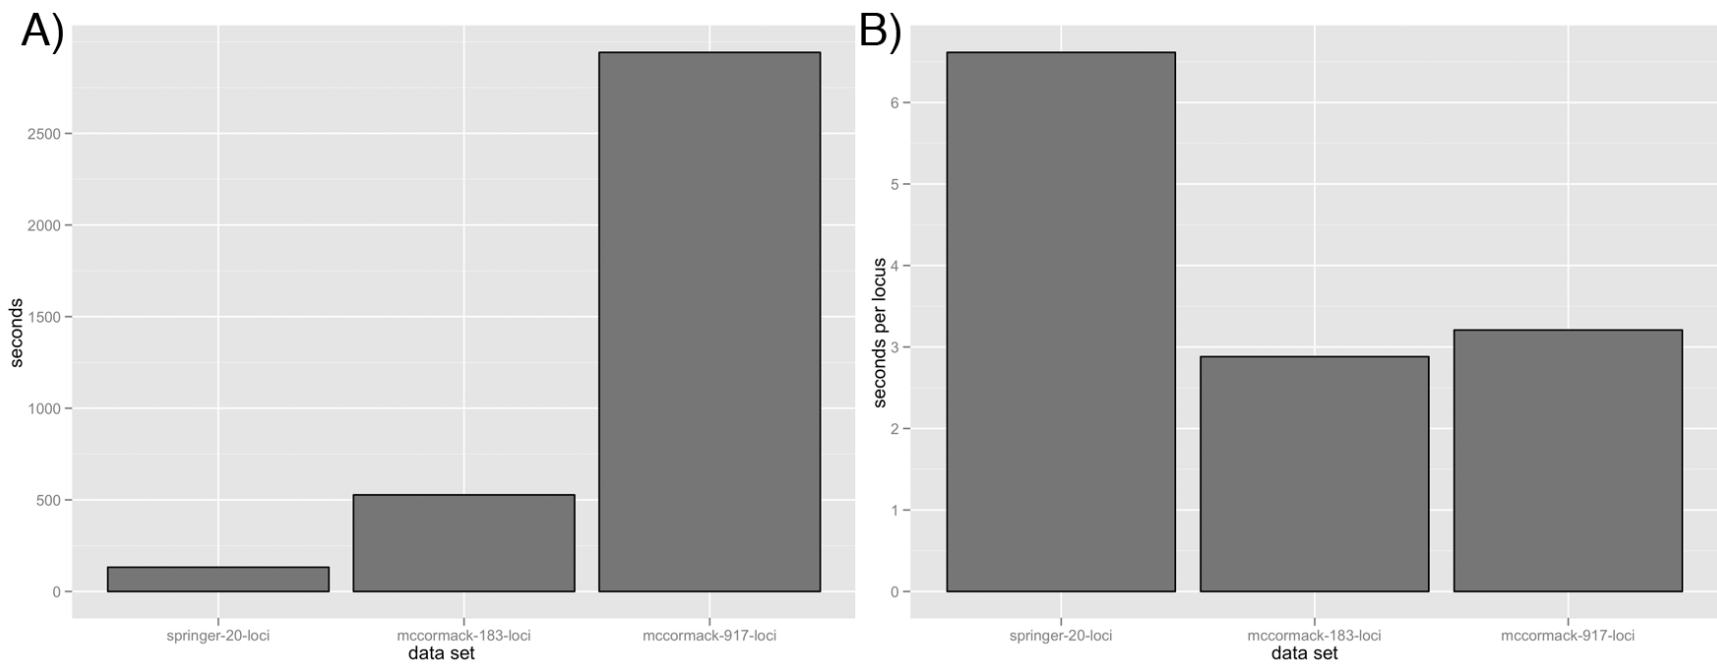 A)
seconds
2500
2000
1500
1000
500
0
springer-20-loci mccormack-183-loci mccormack-917-loci
data set
B)
seconds per locus
6
5
4
3
2
1
0
springer-20-loci mccormack-183-loci mccormack-917-loci
data set